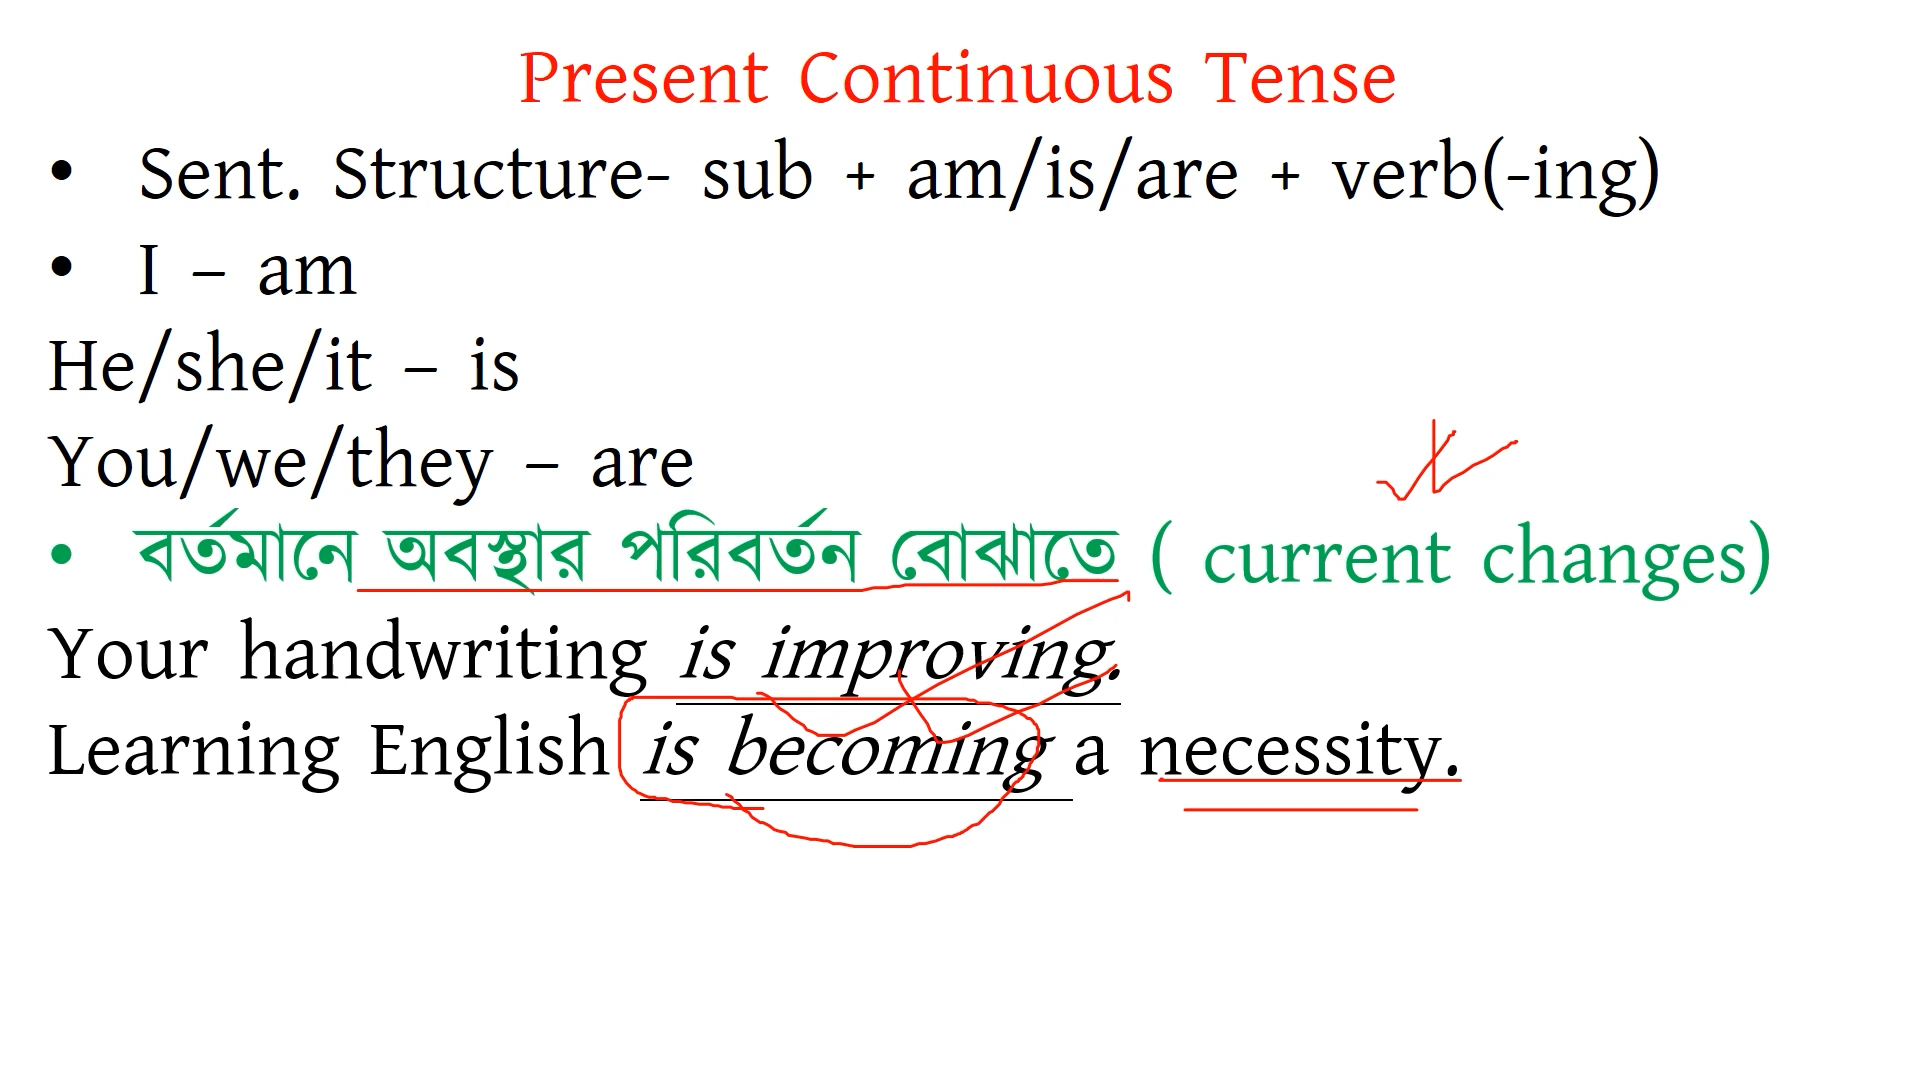 Present Continuous Tense
• Sent. Structure- sub + am/is/are + verb(-ing)
• I – am
He/she/it – is
You/we/they – are
• বর্তমানে অবস্থার পরিবর্তন বোঝাতে ( current changes)
Your handwriting is improving.
Learning English is becoming a necessity.